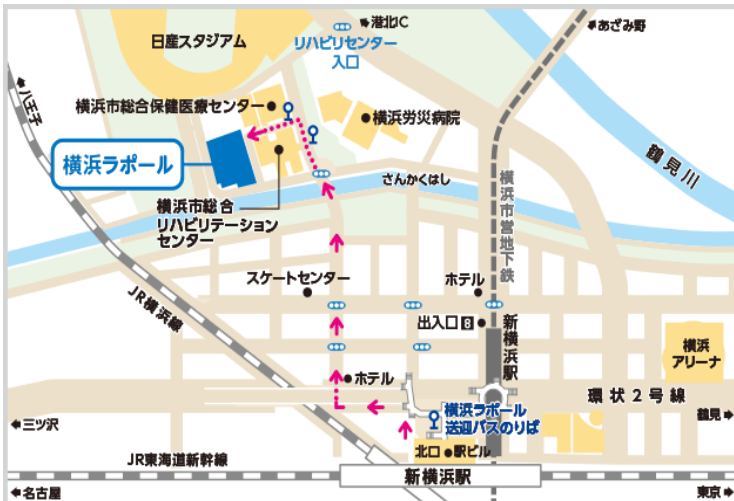 日産スタジアム
➡港北IC
あざみ野
リハビリセンター
入口
八王子
横浜市総合保健医療センター
横浜労災病院
横浜ラポール
鶴見川
さんかくはし
横浜市営地下鉄
横浜市総合
リハビリテーション
センター
スケートセンター
ホテル
JR横浜線
出入口8
新横浜駅
横浜
アリーナ
ホテル
環状2号線
横浜ラポール
送迎バスのりば
三ツ沢
鶴見
北口
駅ビル
JR東海道新幹線
新横浜駅
名古屋
東京